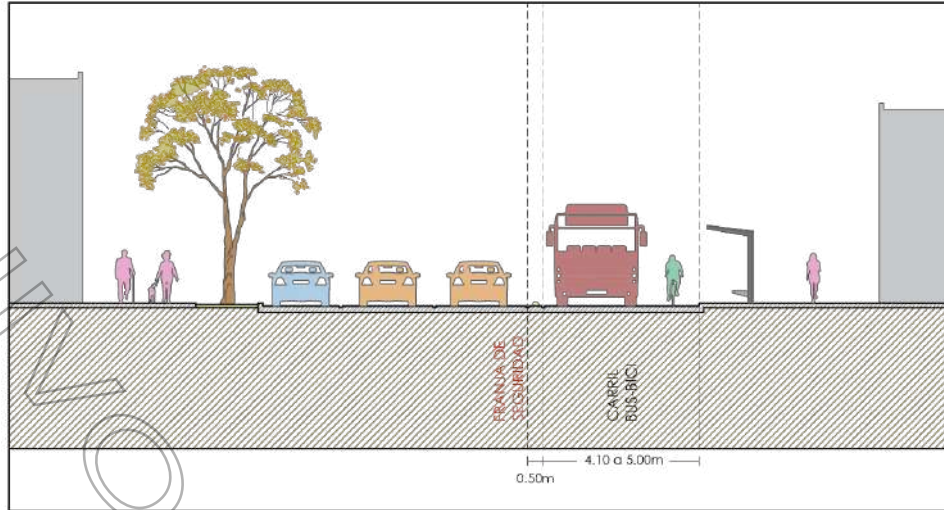 FRANJA DE
SEGURIDAD
CARRIL
BUS-BICI
4.10 a 5.00m
0.50m